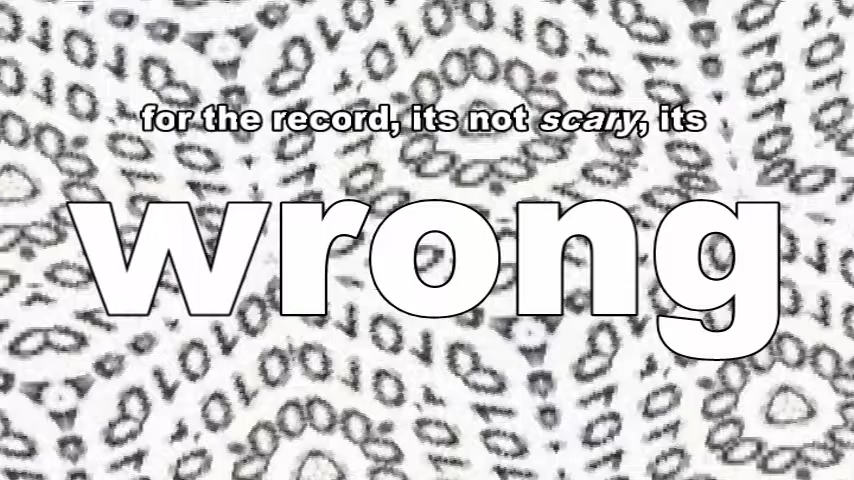 for the record, its not scary, its
wrong